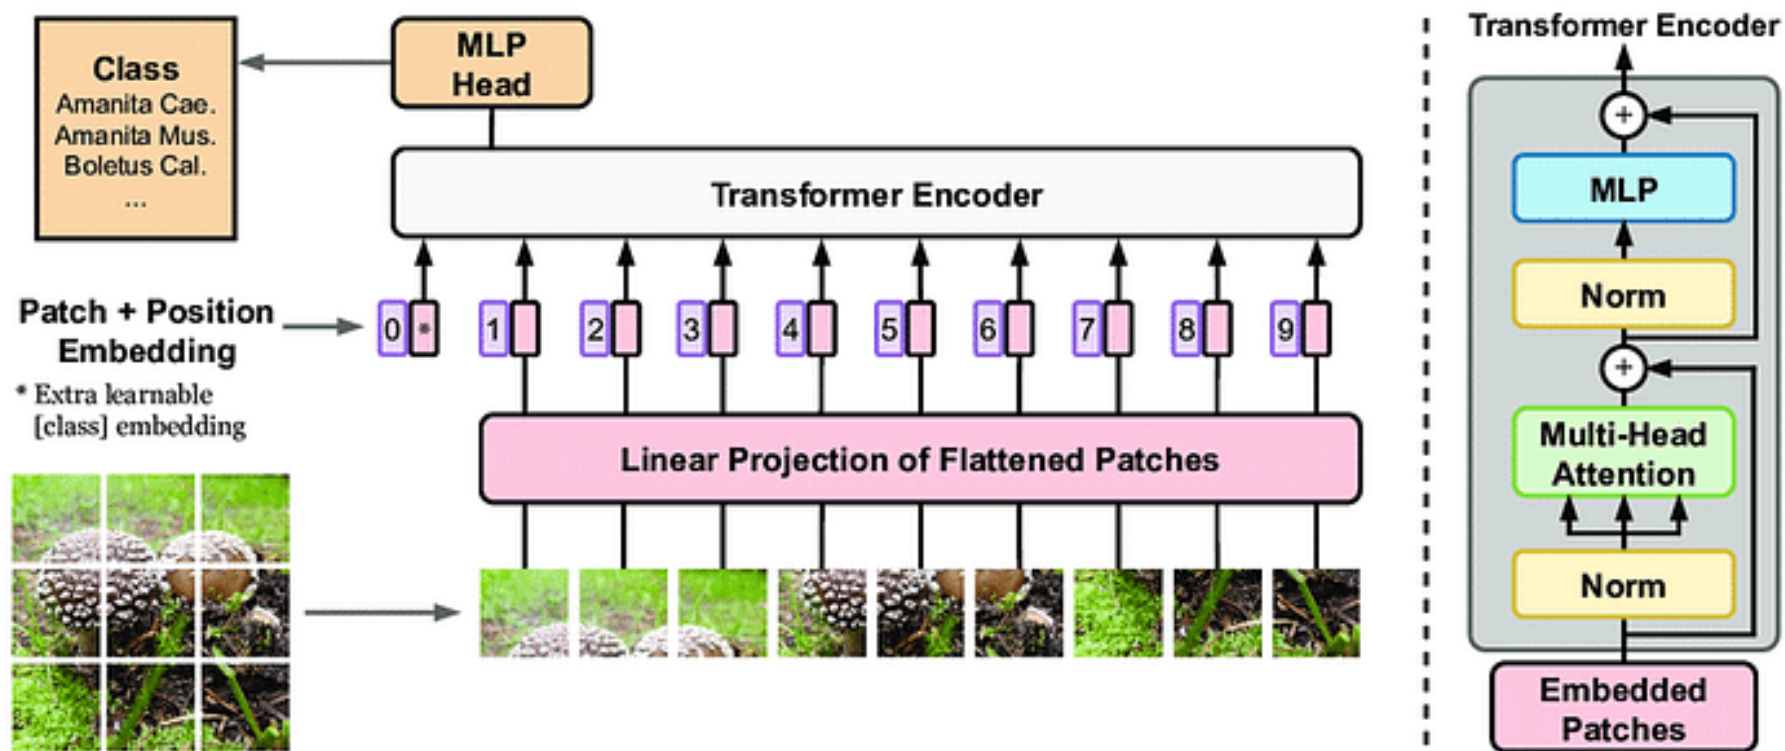 Class
Amanita Cae.
Amanita Mus.
Boletus Cal.
...
MLP
Head
Transformer Encoder
Patch + Position
Embedding
* Extra learnable
[class] embedding
0 * 1 2 3 4 5 6 7 8 9
Linear Projection of Flattened Patches
Transformer Encoder
+
MLP
Norm
+
Multi-Head
Attention
Norm
Embedded
Patches